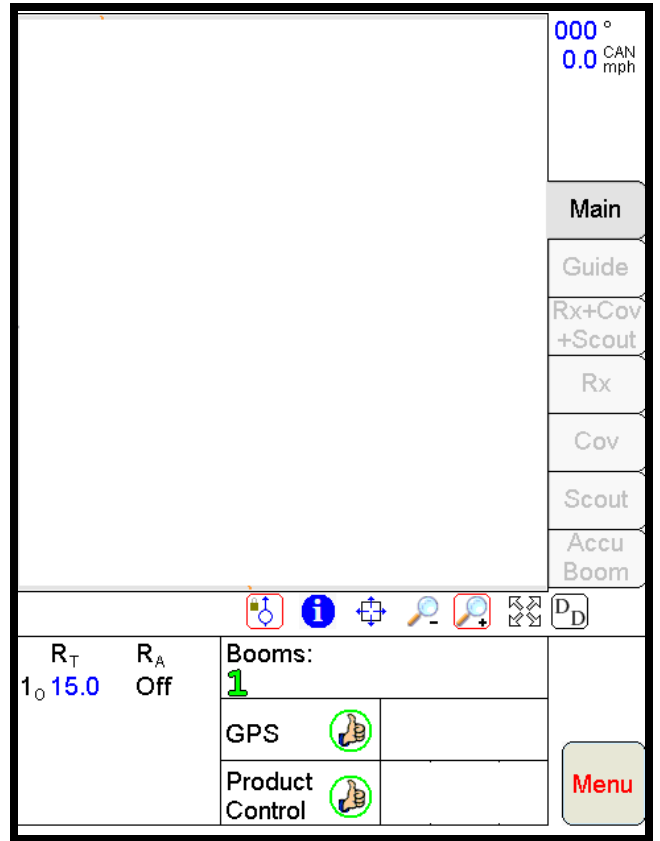 000 °
0.0 CAN mph
Main
Guide
Rx+Cov
+Scout
Rx
Cov
Scout
Accu
Boom
i
-
+
DD
RT RA
1O 15.0 Off
Booms:
1
GPS
Product
Control
Menu